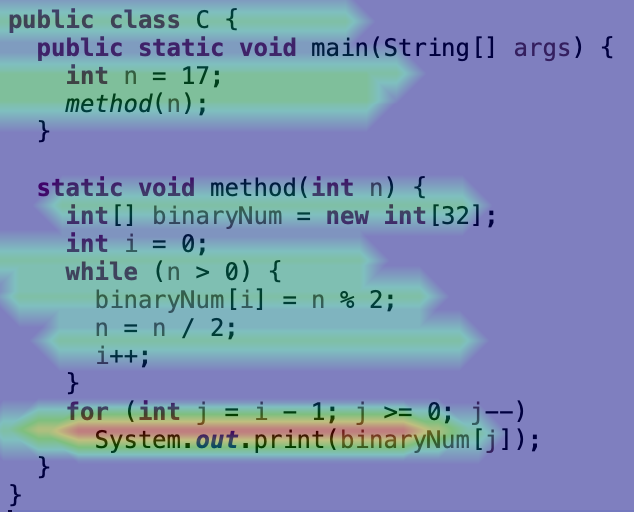 public class C {
  public static void main(String[] args) {
    int n = 17;
    method(n);
  }

  static void method(int n) {
    int[] binaryNum = new int[32];
    int i = 0;
    while (n > 0) {
      binaryNum[i] = n % 2;
      n = n / 2;
      i++;
    }
    for (int j = i - 1; j >= 0; j--)
      System.out.print(binaryNum[j]);
  }
}